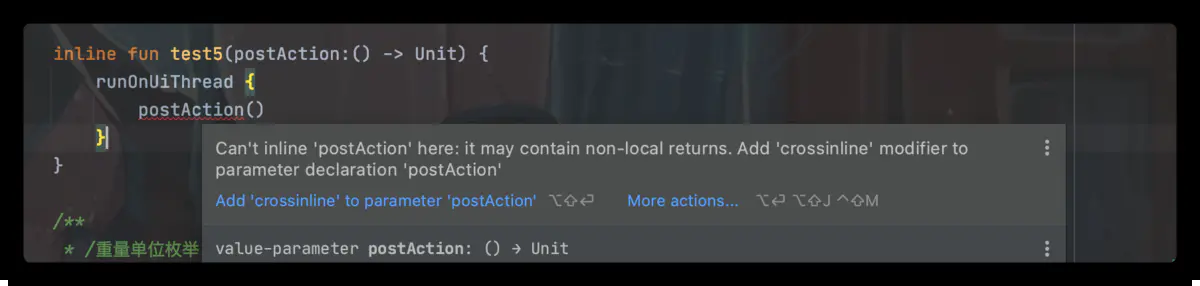 inline fun test5(postAction:() -> Unit) {
runOnUiThread {
postAction()
}
Can't inline 'postAction' here: it may contain non-local returns. Add 'crossinline' modifier to
parameter declaration 'postAction'
}
Add 'crossinline' to parameter 'postAction' ⌥⇧⏎ More actions... ⌥⏎ ⌥⇧J ^⇧M
/**
* /重量单位枚举
value-parameter postAction: () → Unit